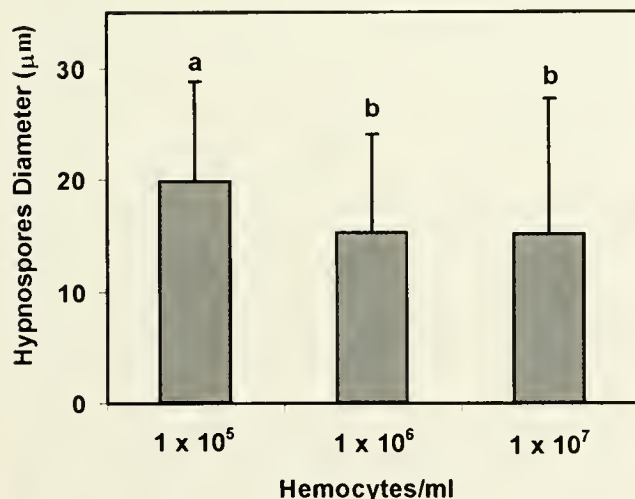 Hypnospores Diameter (μm)
30
20
10
0
a
b
b
1 x 10⁵
1 x 10⁶
1 x 10⁷
Hemocytes/ml